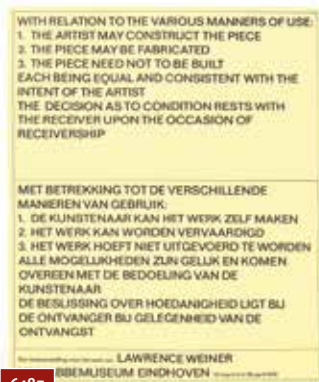 WITH RELATION TO THE VARIOUS MANNERS OF USE:
1. THE ARTIST MAY CONSTRUCT THE PIECE
2. THE PIECE MAY BE FABRICATED
3. THE PIECE NEED NOT TO BE BUILT
EACH BEING EQUAL AND CONSISTENT WITH THE
INTENT OF THE ARTIST
THE DECISION AS TO CONDITION RESTS WITH
THE RECEIVER UPON THE OCCASION OF
RECEIVERSHIP
MET BETREKKING TOT DE VERSCHILLENDE
MANIEREN VAN GEBRUIK:
1. DE KUNSTENAAR KAN HET WERK ZELF MAKEN
2. HET WERK KAN WORDEN VERVAARDIGD
3. HET WERK HOEFT NIET UITGEVOERD TE WORDEN
ALLE MOGELIJKHEDEN ZIJN GELIJK EN KOMEN
OVEREEN MET DE BEDOELING VAN DE
KUNSTENAAR
DE BESLISSING OVER HOEDANIGHEID LIGT BIJ
DE ONTVANGER BIJ GELEGENHEID VAN DE
ONTVANGST
LAWRENCE WEINER
BBEMUSEUM EINDHOVEN